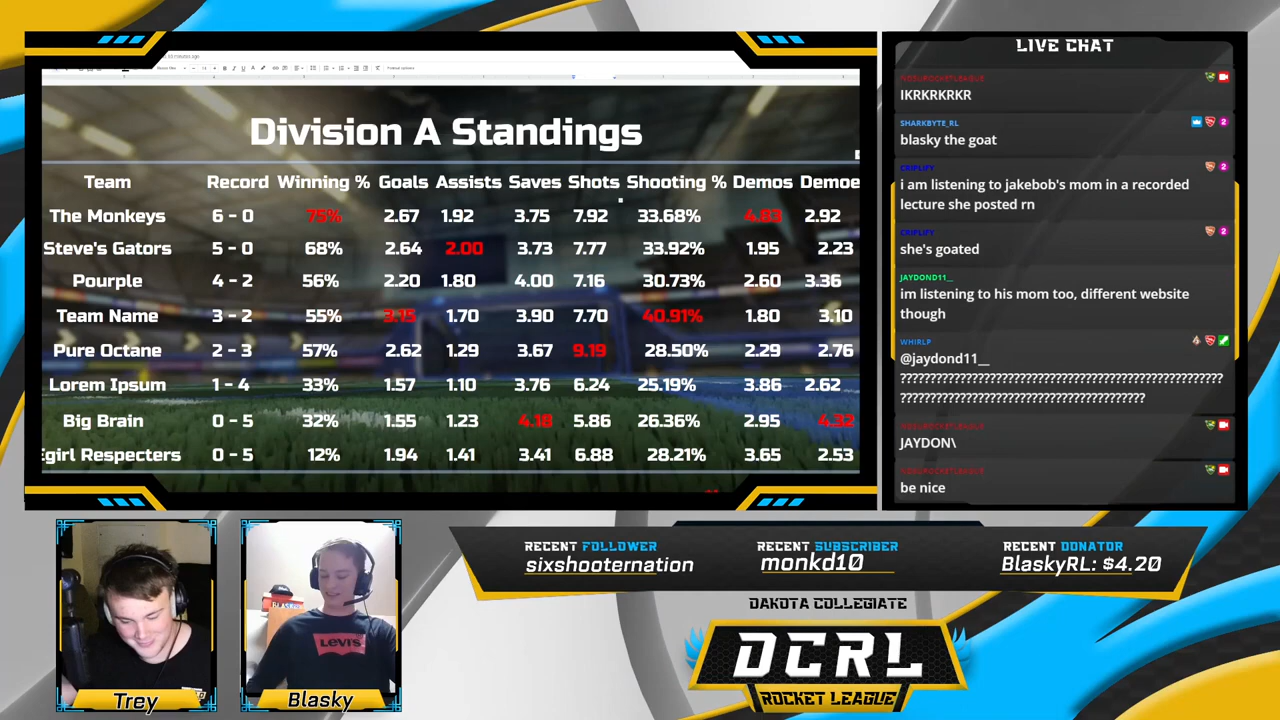 Division A Standings
Team Record Winning % Goals Assists Saves Shots Shooting % Demos Demoe
The Monkeys 6 - 0 75% 2.67 1.92 3.75 7.92 33.68% 4.83 2.92
Steve's Gators 5 - 0 68% 2.64 2.00 3.73 7.77 33.92% 1.95 2.23
Pourple 4 - 2 56% 2.20 1.80 4.00 7.16 30.73% 2.60 3.36
Team Name 3 - 2 55% 3.15 1.70 3.90 7.70 40.91% 1.80 3.10
Pure Octane 2 - 3 57% 2.62 1.29 3.67 9.19 28.50% 2.29 2.76
Lorem Ipsum 1 - 4 33% 1.57 1.10 3.76 6.24 25.19% 3.86 2.62
Big Brain 0 - 5 32% 1.55 1.23 4.18 5.86 26.36% 2.95 4.32
Egirl Respecters 0 - 5 12% 1.94 1.41 3.41 6.88 28.21% 3.65 2.53
LIVE CHAT
IKRKRKRKR
SHARKBYTE_RL
blasky the goat
CRIPLIFY
i am listening to jakebob's mom in a recorded
lecture she posted rn
CRIPLIFY
she's goated
JAYDOND11__
im listening to his mom too, different website
though
WHIRLP
@jaydond11__
????????????????????????????????????????????????????
????????????????????????????????????????
JAYDON\
be nice
Trey
Blasky
LEVI'S
RECENT FOLLOWER
sixshooternation
RECENT SUBSCRIBER
monkd10
RECENT DONATOR
BlaskyRL: $4.20
DAKOTA COLLEGIATE
DCRL
ROCKET LEAGUE